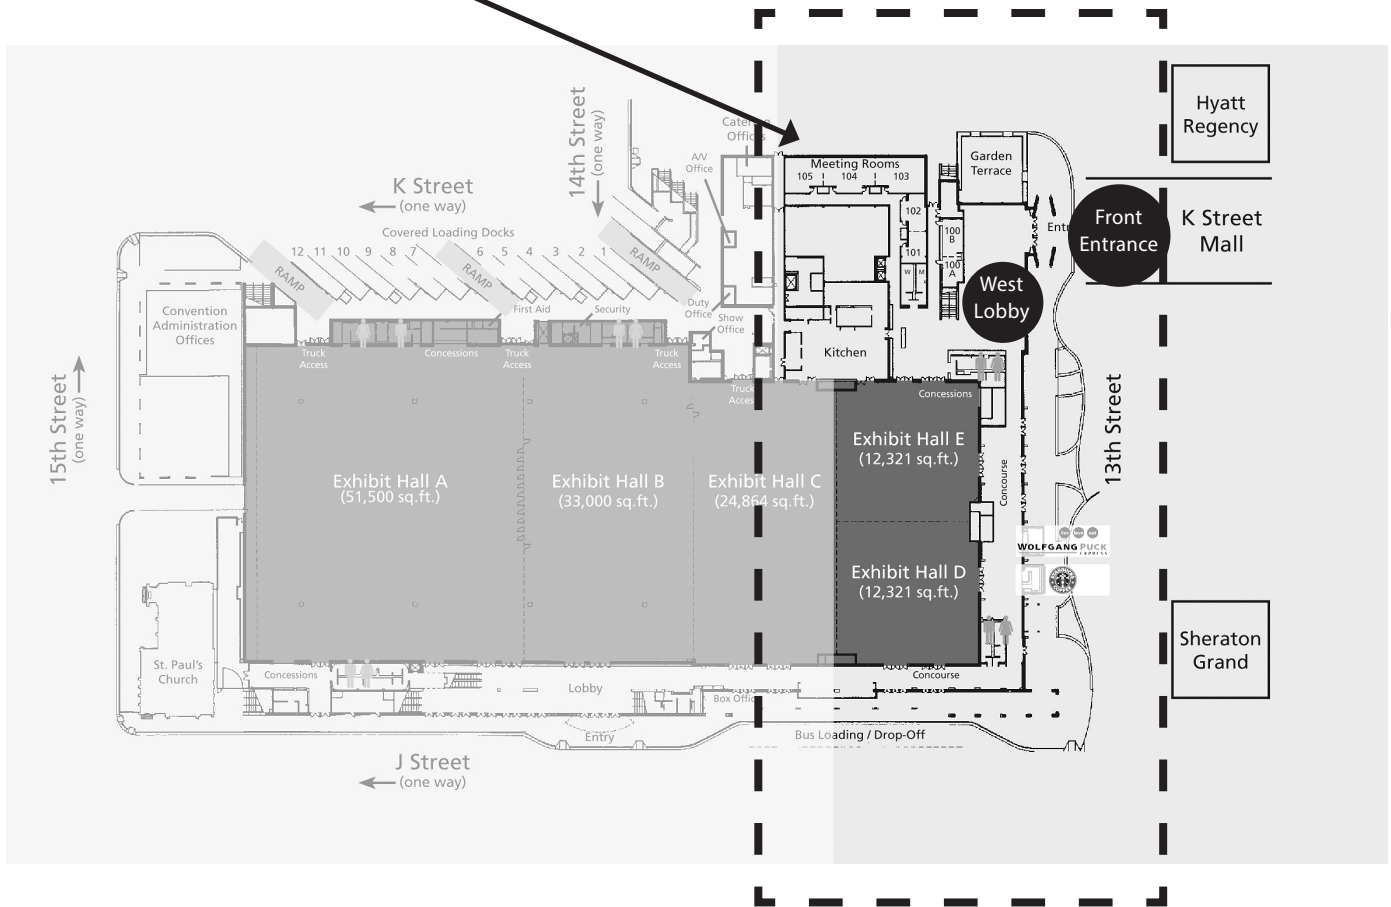 Hyatt
Regency
K Street
Mall
Front
Entrance
West
Lobby
Garden
Terrace
Meeting Rooms
105
104
103
102
101
100
B
100
A
W
M
Kitchen
A/V
Office
14th Street
(one way)
K Street
(one way)
Covered Loading Docks
12
11
10
9
8
7
6
5
4
3
2
1
RAMP
RAMP
RAMP
Duty
Office
Show
Office
First Aid
Security
Convention
Administration
Offices
Truck
Access
Concessions
Truck
Access
Truck
Access
Truck
Concessions
15th Street
(one way)
Exhibit Hall A
(51,500 sq.ft.)
Exhibit Hall B
(33,000 sq.ft.)
Exhibit Hall C
(24,864 sq.ft.)
Exhibit Hall E
(12,321 sq.ft.)
Exhibit Hall D
(12,321 sq.ft.)
Concourse
13th Street
WOLFGANG PUCK
EXPRESS
Sheraton
Grand
St. Paul's
Church
Concessions
Lobby
Concourse
Box
Entry
Bus Loading / Drop-Off
J Street
(one way)